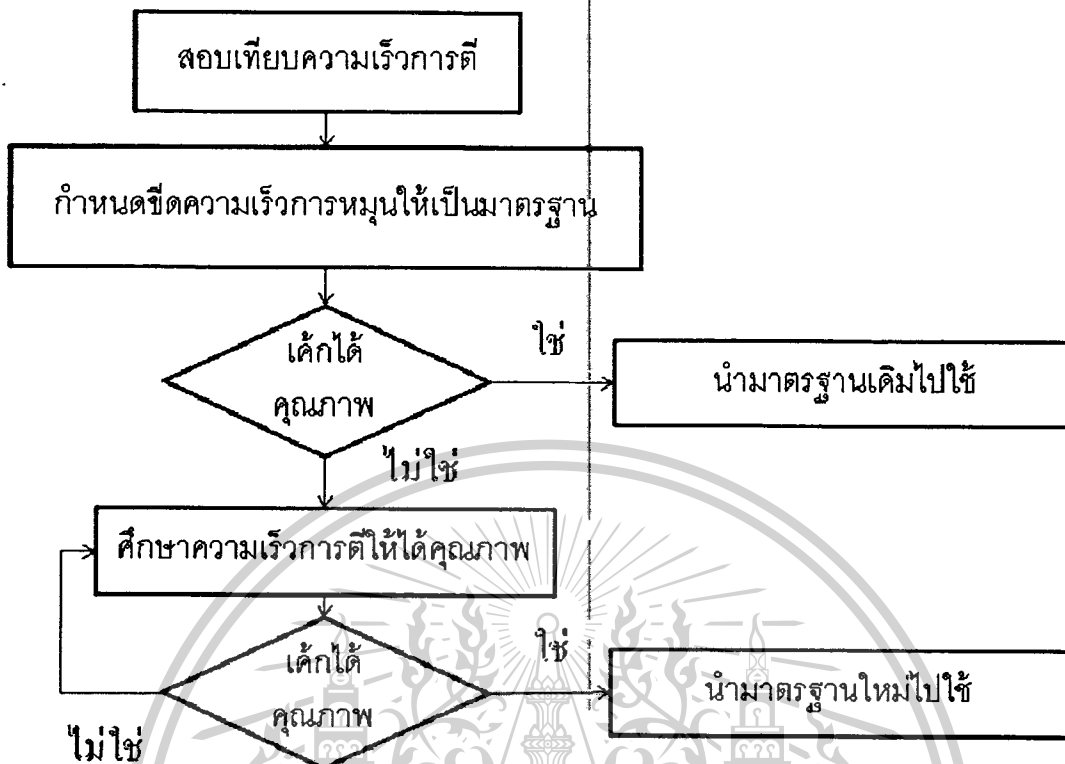 สอบเทียบความเร็วการตี
กำหนดขีดความเร็วการหมุนให้เป็นมาตรฐาน
เค้กได้
คุณภาพ
ใช่
นำมาตรฐานเดิมไปใช้
ไม่ใช่
ศึกษาความเร็วการตีให้ได้คุณภาพ
เค้กได้
คุณภาพ
ใช่
นำมาตรฐานใหม่ไปใช้
ไม่ใช่